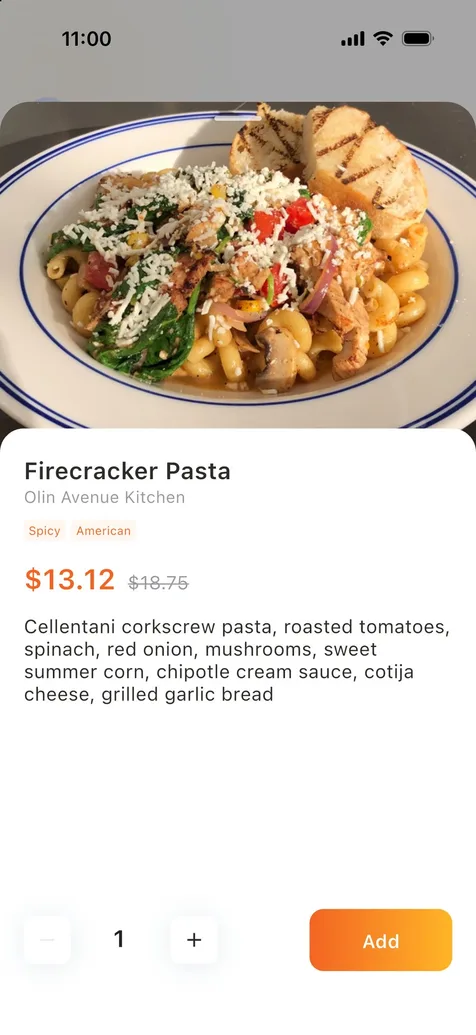 11:00
Firecracker Pasta
Olin Avenue Kitchen
Spicy American
$13.12 $18.75
Cellentani corkscrew pasta, roasted tomatoes,
spinach, red onion, mushrooms, sweet
summer corn, chipotle cream sauce, cotija
cheese, grilled garlic bread
− 1 + Add